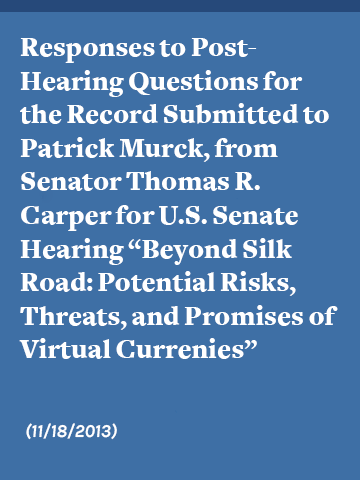 Responses to Post-
Hearing Questions for
the Record Submitted to
Patrick Murck, from
Senator Thomas R.
Carper for U.S. Senate
Hearing “Beyond Silk
Road: Potential Risks,
Threats, and Promises of
Virtual Currenies”
(11/18/2013)